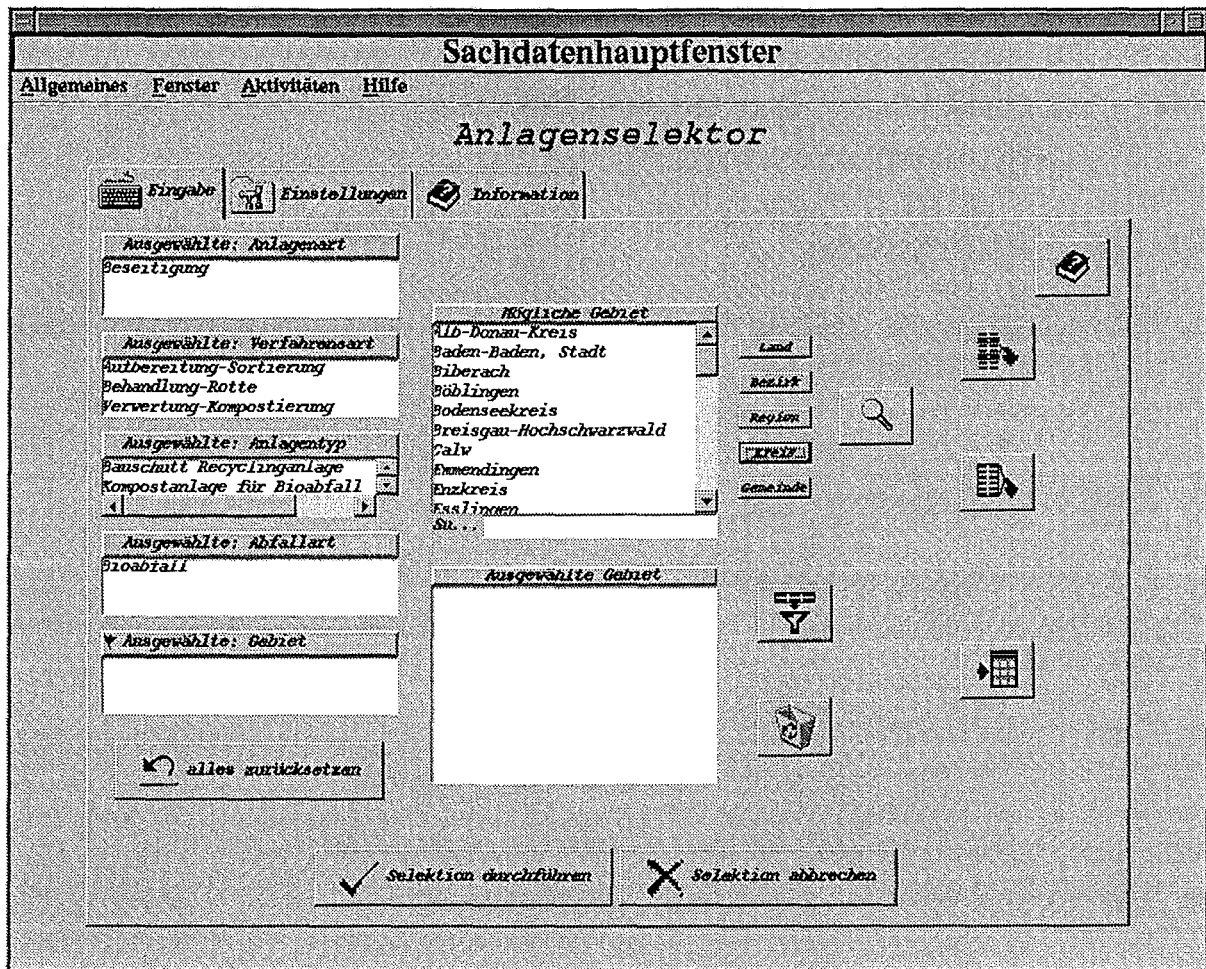 Sachdatenhauptfenster
Allgemeines Fenster Aktivitäten Hilfe
Anlagenselektor
Eingabe Einstellungen Information
Ausgewählte: Anlagenart
Beseitigung
Ausgewählte: Verfahrensart
Aufbereitung-Sortierung
Behandlung-Rotte
Verwertung-Kompostierung
Ausgewählte: Anlagentyp
Bauschutt Recyclinganlage
Kompostanlage für Bioabfall
Ausgewählte: Abfallart
Bioabfall
Ausgewählte: Gebiet
alles zurücksetzen
Mögliche Gebiet
Alb-Donau-Kreis
Baden-Baden, Stadt
Biberach
Böblingen
Bodenseekreis
Breisgau-Hochschwarzwald
Calw
Emmendingen
Enzkreis
Esslingen
Su...
Ausgewählte Gebiet
Land
Bezirk
Region
Kreis
Gemeinde
Selektion durchführen
Selektion abbrechen